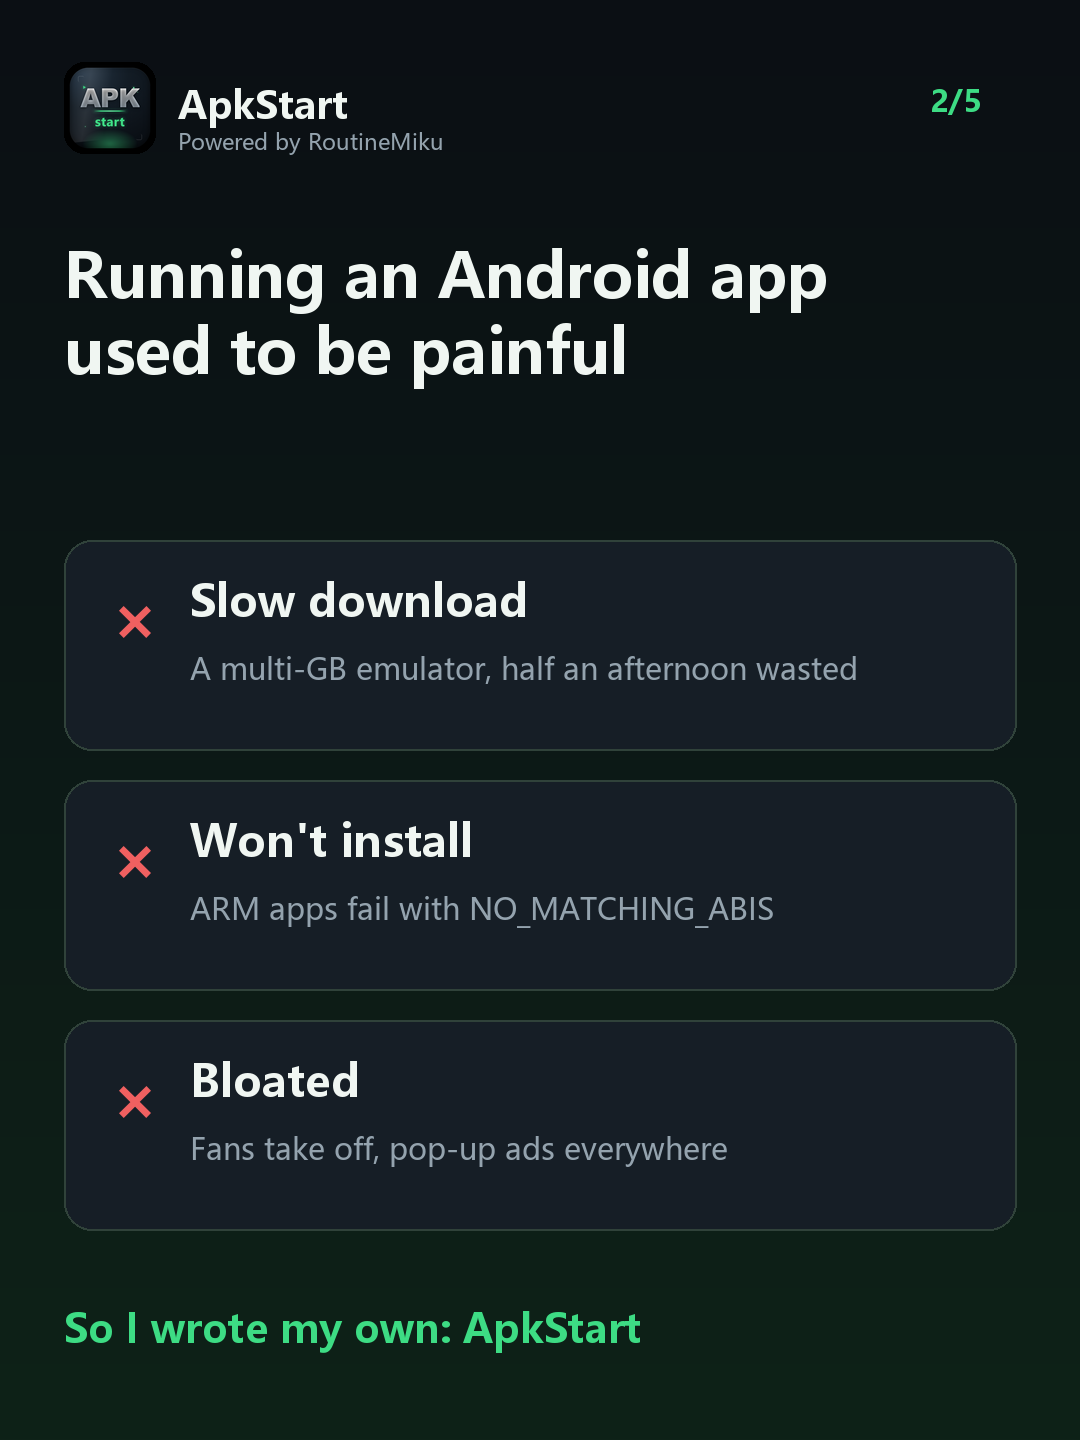 APK
start
ApkStart
Powered by RoutineMiku
2/5
Running an Android app
used to be painful
✕
Slow download
A multi-GB emulator, half an afternoon wasted
✕
Won't install
ARM apps fail with NO_MATCHING_ABIS
✕
Bloated
Fans take off, pop-up ads everywhere
So I wrote my own: ApkStart